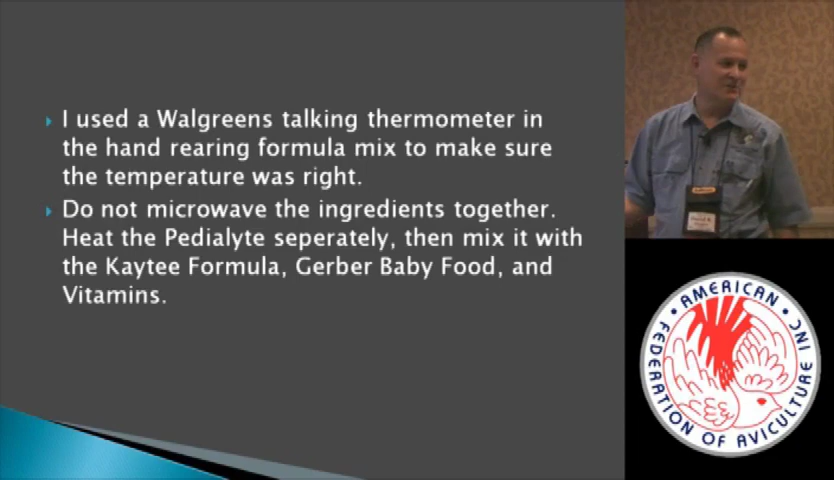 I used a Walgreens talking thermometer in
the hand rearing formula mix to make sure
the temperature was right.
Do not microwave the ingredients together.
Heat the Pedialyte seperately, then mix it with
the Kaytee Formula, Gerber Baby Food, and
Vitamins.
• AMERICAN •
FEDERATION OF AVICULTURE
INC